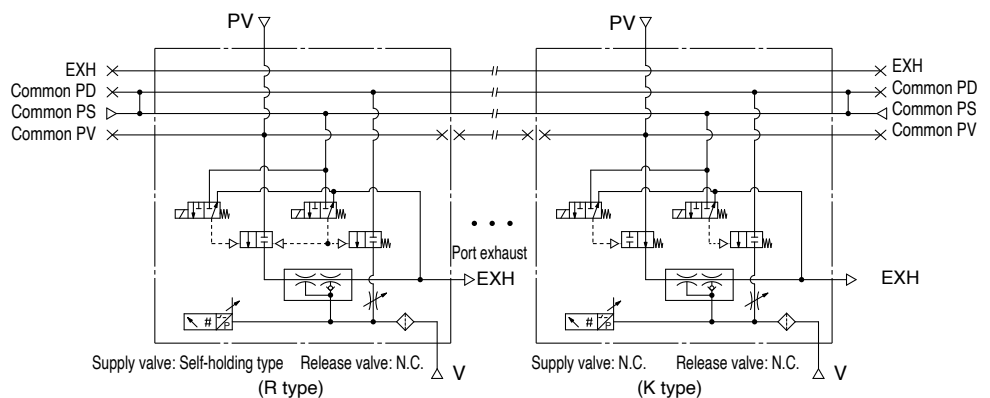 PV
PV
EXH
EXH
Common PD
Common PD
Common PS
Common PS
Common PV
Common PV
Port exhaust
EXH
EXH
#
P
#
P
Supply valve: Self-holding type Release valve: N.C.
V
Supply valve: N.C. Release valve: N.C.
V
(R type)
(K type)